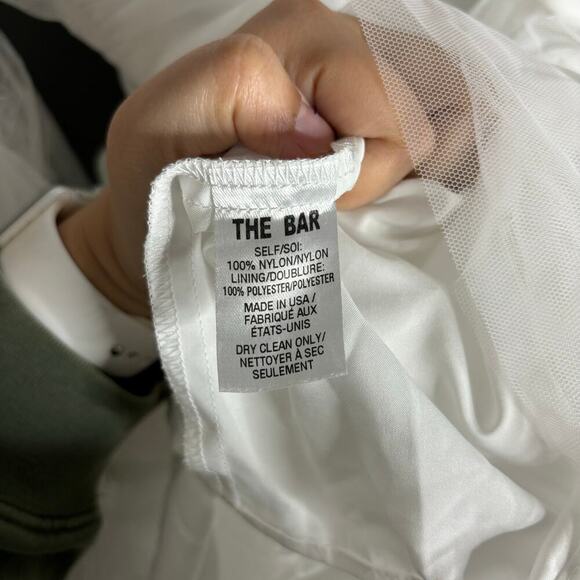 THE BAR
SELF/SOI:
100% NYLON/NYLON
LINING/DOUBLURE:
100% POLYESTER/POLYESTER
MADE IN USA/
FABRIQUÉ AUX
ÉTATS-UNIS
DRY CLEAN ONLY/
NETTOYER À SEC
SEULEMENT